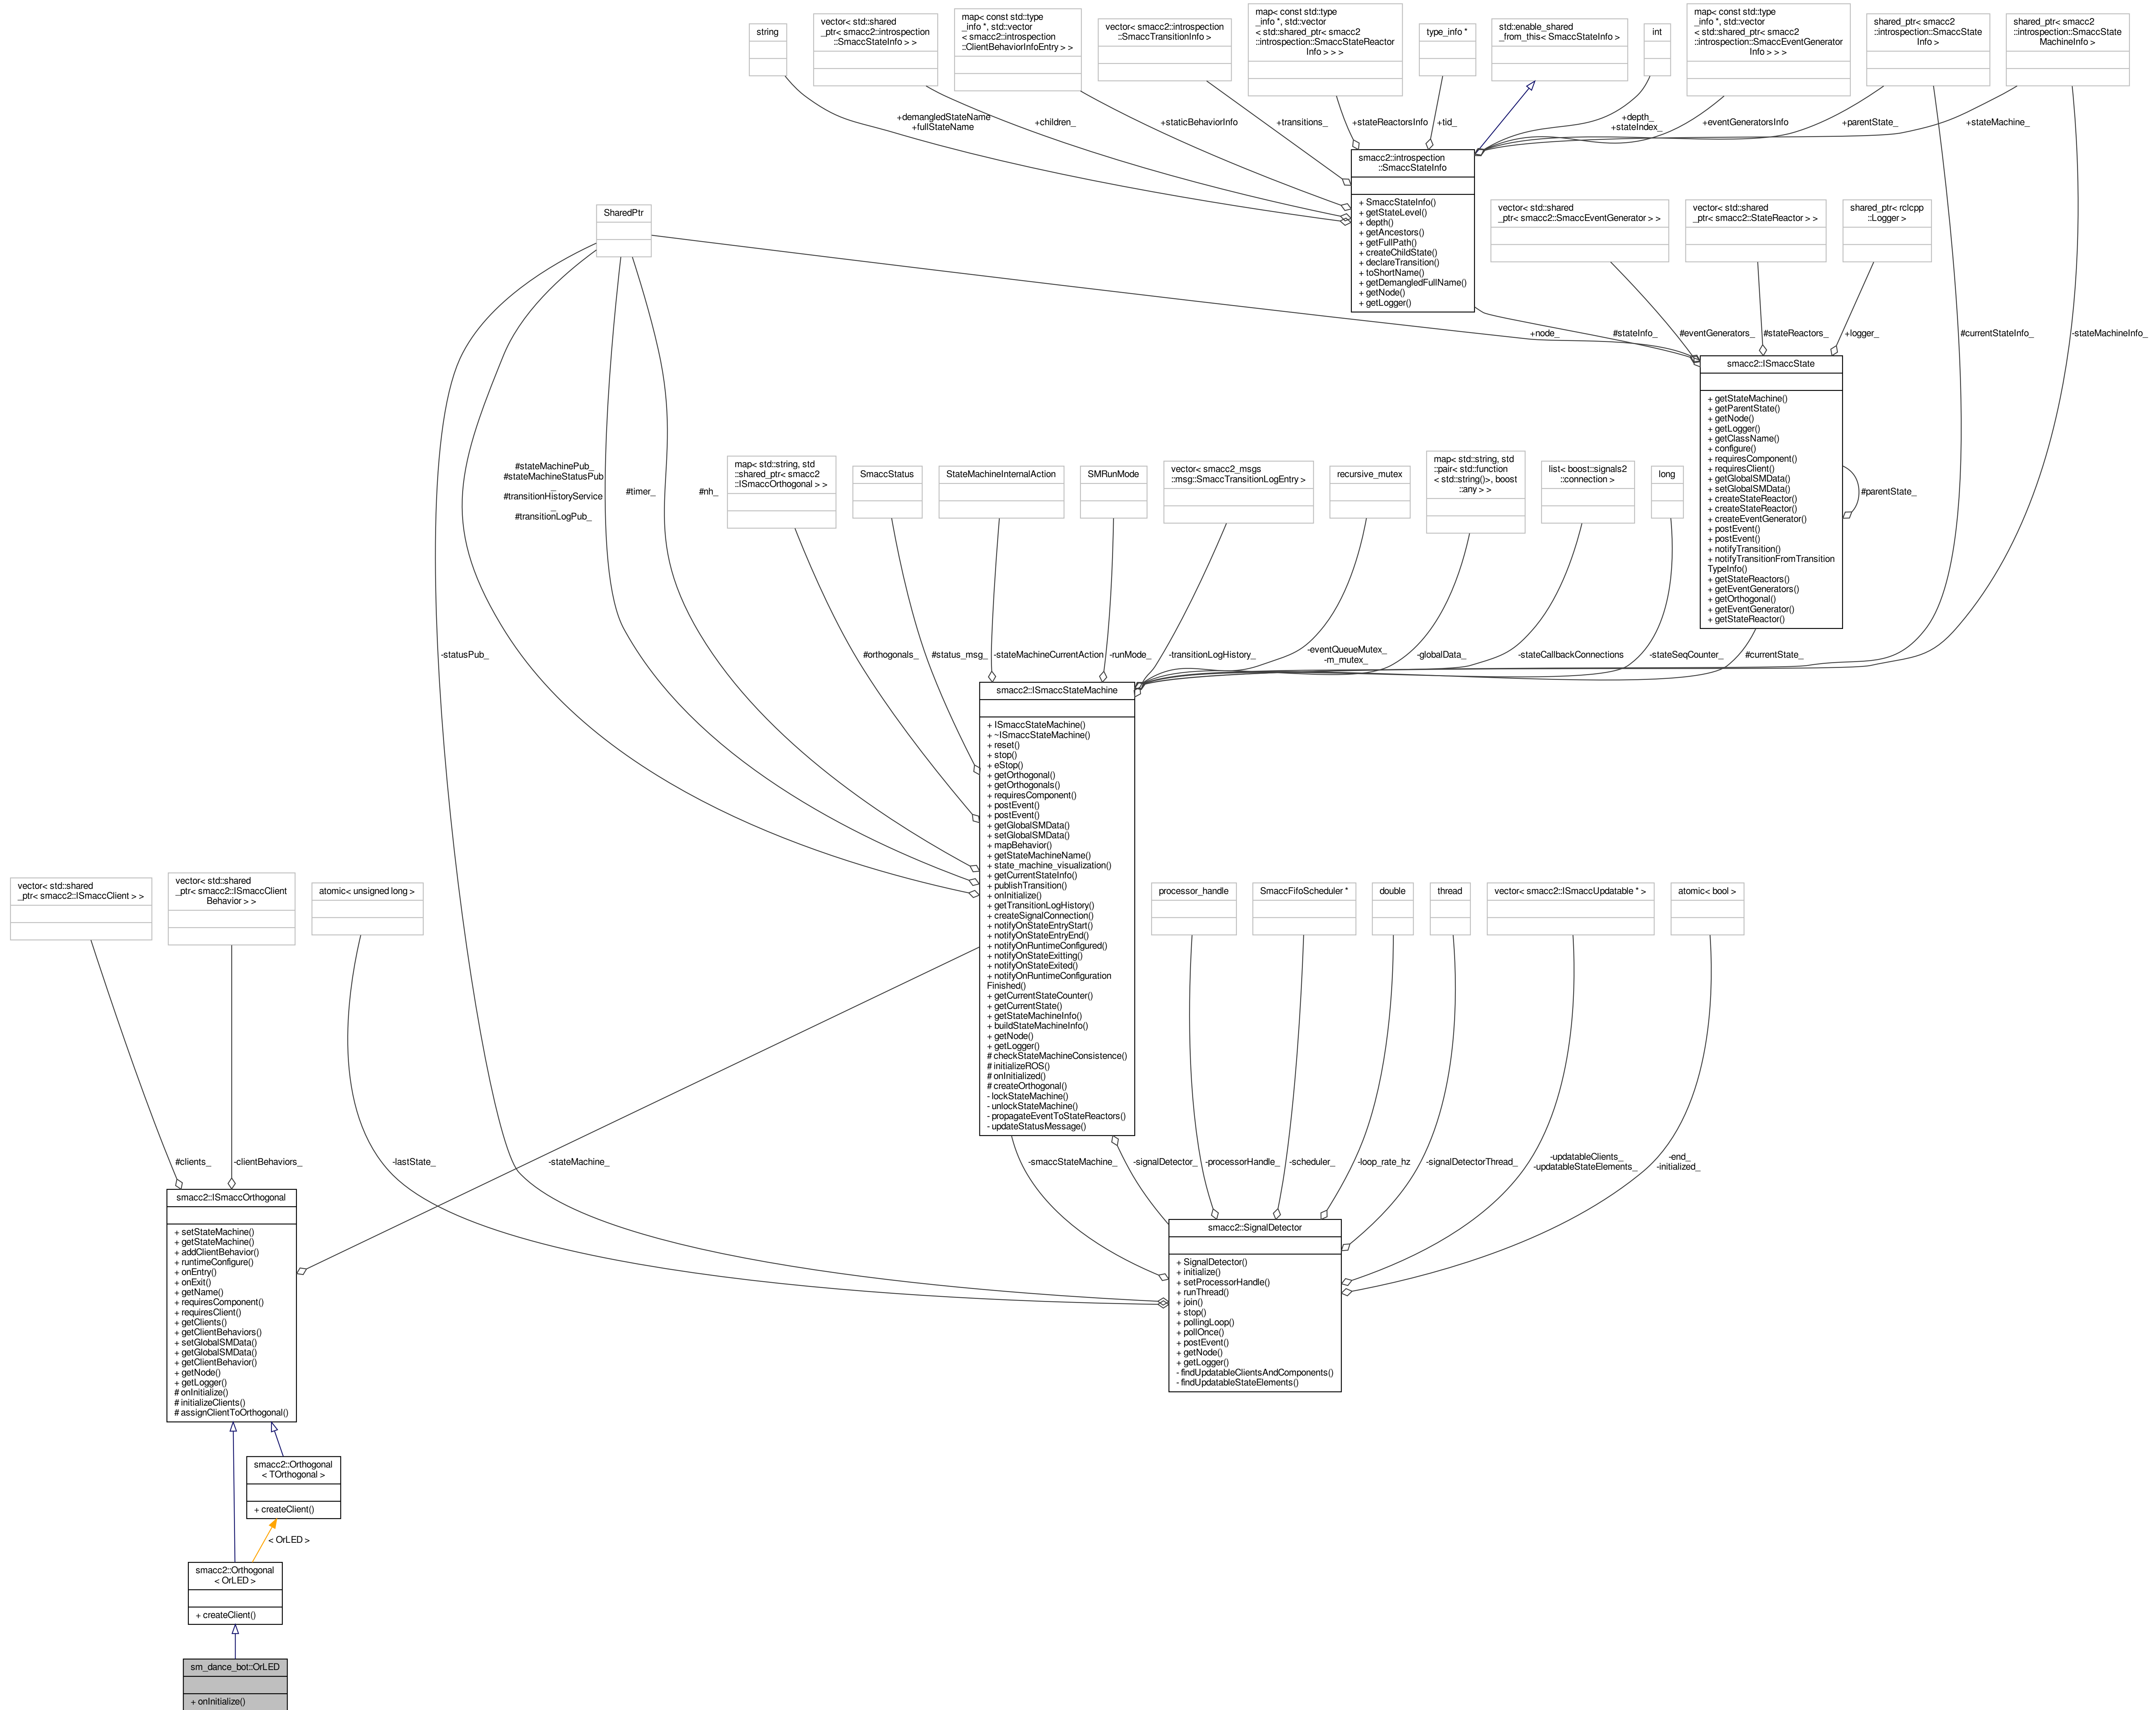 string
vector< std::shared
_ptr< smacc2::introspection
::SmaccStateInfo > >
map< const std::type
_info *, std::vector
< smacc2::introspection
::ClientBehaviorInfoEntry > >
vector< smacc2::introspection
::SmaccTransitionInfo >
map< const std::type
_info *, std::vector
< std::shared_ptr< smacc2
::introspection::SmaccStateReactor
Info > > >
type_info *
std::enable_shared
_from_this< SmaccStateInfo >
int
map< const std::type
_info *, std::vector
< std::shared_ptr< smacc2
::introspection::SmaccEventGenerator
Info > > >
shared_ptr< smacc2
::introspection::SmaccState
Info >
shared_ptr< smacc2
::introspection::SmaccState
MachineInfo >
+demangledStateName
+fullStateName
+children_
+staticBehaviorInfo
+transitions_
+stateReactorsInfo
+tid_
+depth_
+stateIndex_
+eventGeneratorsInfo
+parentState_
+stateMachine_
smacc2::introspection
::SmaccStateInfo
+ SmaccStateInfo()
+ getStateLevel()
+ depth()
+ getAncestors()
+ getFullPath()
+ createChildState()
+ declareTransition()
+ toShortName()
+ getDemangledFullName()
+ getNode()
+ getLogger()
SharedPtr
vector< std::shared
_ptr< smacc2::SmaccEventGenerator > >
vector< std::shared
_ptr< smacc2::StateReactor > >
shared_ptr< rclcpp
::Logger >
+node_
#stateInfo_
#eventGenerators_
#stateReactors_
+logger_
#currentStateInfo_
-stateMachineInfo_
smacc2::ISmaccState
+ getStateMachine()
+ getParentState()
+ getNode()
+ getLogger()
+ getClassName()
+ configure()
+ requiresComponent()
+ requiresClient()
+ getGlobalSMData()
+ setGlobalSMData()
+ createStateReactor()
+ createStateReactor()
+ createEventGenerator()
+ postEvent()
+ postEvent()
+ notifyTransition()
+ notifyTransitionFromTransition
TypeInfo()
+ getStateReactors()
+ getEventGenerators()
+ getOrthogonal()
+ getEventGenerator()
+ getStateReactor()
#parentState_
#stateMachinePub_
#stateMachineStatusPub
_
#transitionHistoryService
_
#transitionLogPub_
#timer_
#nh_
map< std::string, std
::shared_ptr< smacc2
::ISmaccOrthogonal > >
SmaccStatus
StateMachineInternalAction
SMRunMode
vector< smacc2_msgs
::msg::SmaccTransitionLogEntry >
recursive_mutex
map< std::string, std
::pair< std::function
< std::string()>, boost
::any > >
list< boost::signals2
::connection >
long
-statusPub_
#orthogonals_
#status_msg_
-stateMachineCurrentAction
-runMode_
-transitionLogHistory_
-eventQueueMutex_
-m_mutex_
-globalData_
-stateCallbackConnections
-stateSeqCounter_
#currentState_
smacc2::ISmaccStateMachine
+ ISmaccStateMachine()
+ ~ISmaccStateMachine()
+ reset()
+ stop()
+ eStop()
+ getOrthogonal()
+ getOrthogonals()
+ requiresComponent()
+ postEvent()
+ postEvent()
+ getGlobalSMData()
+ setGlobalSMData()
+ mapBehavior()
+ getStateMachineName()
+ state_machine_visualization()
+ getCurrentStateInfo()
+ publishTransition()
+ onInitialize()
+ getTransitionLogHistory()
+ createSignalConnection()
+ notifyOnStateEntryStart()
+ notifyOnStateEntryEnd()
+ notifyOnRuntimeConfigured()
+ notifyOnStateExitting()
+ notifyOnStateExited()
+ notifyOnRuntimeConfiguration
Finished()
+ getCurrentStateCounter()
+ getCurrentState()
+ getStateMachineInfo()
+ buildStateMachineInfo()
+ getNode()
+ getLogger()
# checkStateMachineConsistence()
# initializeROS()
# onInitialized()
# createOrthogonal()
- lockStateMachine()
- unlockStateMachine()
- propagateEventToStateReactors()
- updateStatusMessage()
vector< std::shared
_ptr< smacc2::ISmaccClient > >
vector< std::shared
_ptr< smacc2::ISmaccClient
Behavior > >
atomic< unsigned long >
processor_handle
SmaccFifoScheduler *
double
thread
vector< smacc2::ISmaccUpdatable * >
atomic< bool >
#clients_
-clientBehaviors_
-lastState_
-stateMachine_
-smaccStateMachine_
-signalDetector_
-processorHandle_
-scheduler_
-loop_rate_hz
-signalDetectorThread_
-updatableClients_
-updatableStateElements_
-end_
-initialized_
smacc2::ISmaccOrthogonal
+ setStateMachine()
+ getStateMachine()
+ addClientBehavior()
+ runtimeConfigure()
+ onEntry()
+ onExit()
+ getName()
+ requiresComponent()
+ requiresClient()
+ getClients()
+ getClientBehaviors()
+ setGlobalSMData()
+ getGlobalSMData()
+ getClientBehavior()
+ getNode()
+ getLogger()
# onInitialize()
# initializeClients()
# assignClientToOrthogonal()
smacc2::SignalDetector
+ SignalDetector()
+ initialize()
+ setProcessorHandle()
+ runThread()
+ join()
+ stop()
+ pollingLoop()
+ pollOnce()
+ postEvent()
+ getNode()
+ getLogger()
- findUpdatableClientsAndComponents()
- findUpdatableStateElements()
smacc2::Orthogonal
< TOrthogonal >
+ createClient()
< OrLED >
smacc2::Orthogonal
< OrLED >
+ createClient()
sm_dance_bot::OrLED
+ onInitialize()